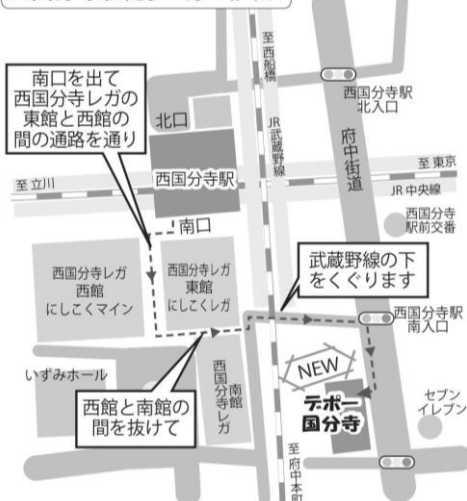 至西船橋
南口を出て
西国分寺レガの
東館と西館の
間の通路を通り
北口
西国分寺駅
北入口
JR武蔵野線
府中街道
至東京
至立川
西国分寺駅
JR中央線
西国分寺
駅前交番
南口
西国分寺レガ
西館
にしこくマイン
西国分寺レガ
東館
にしこくレガ
武蔵野線の下
をくぐります
西国分寺駅
南入口
いずみホール
西館と南館の
間を抜けて
南館
西国分寺レガ
NEW
デポー
国分寺
セブン
イレブン
至府中本町